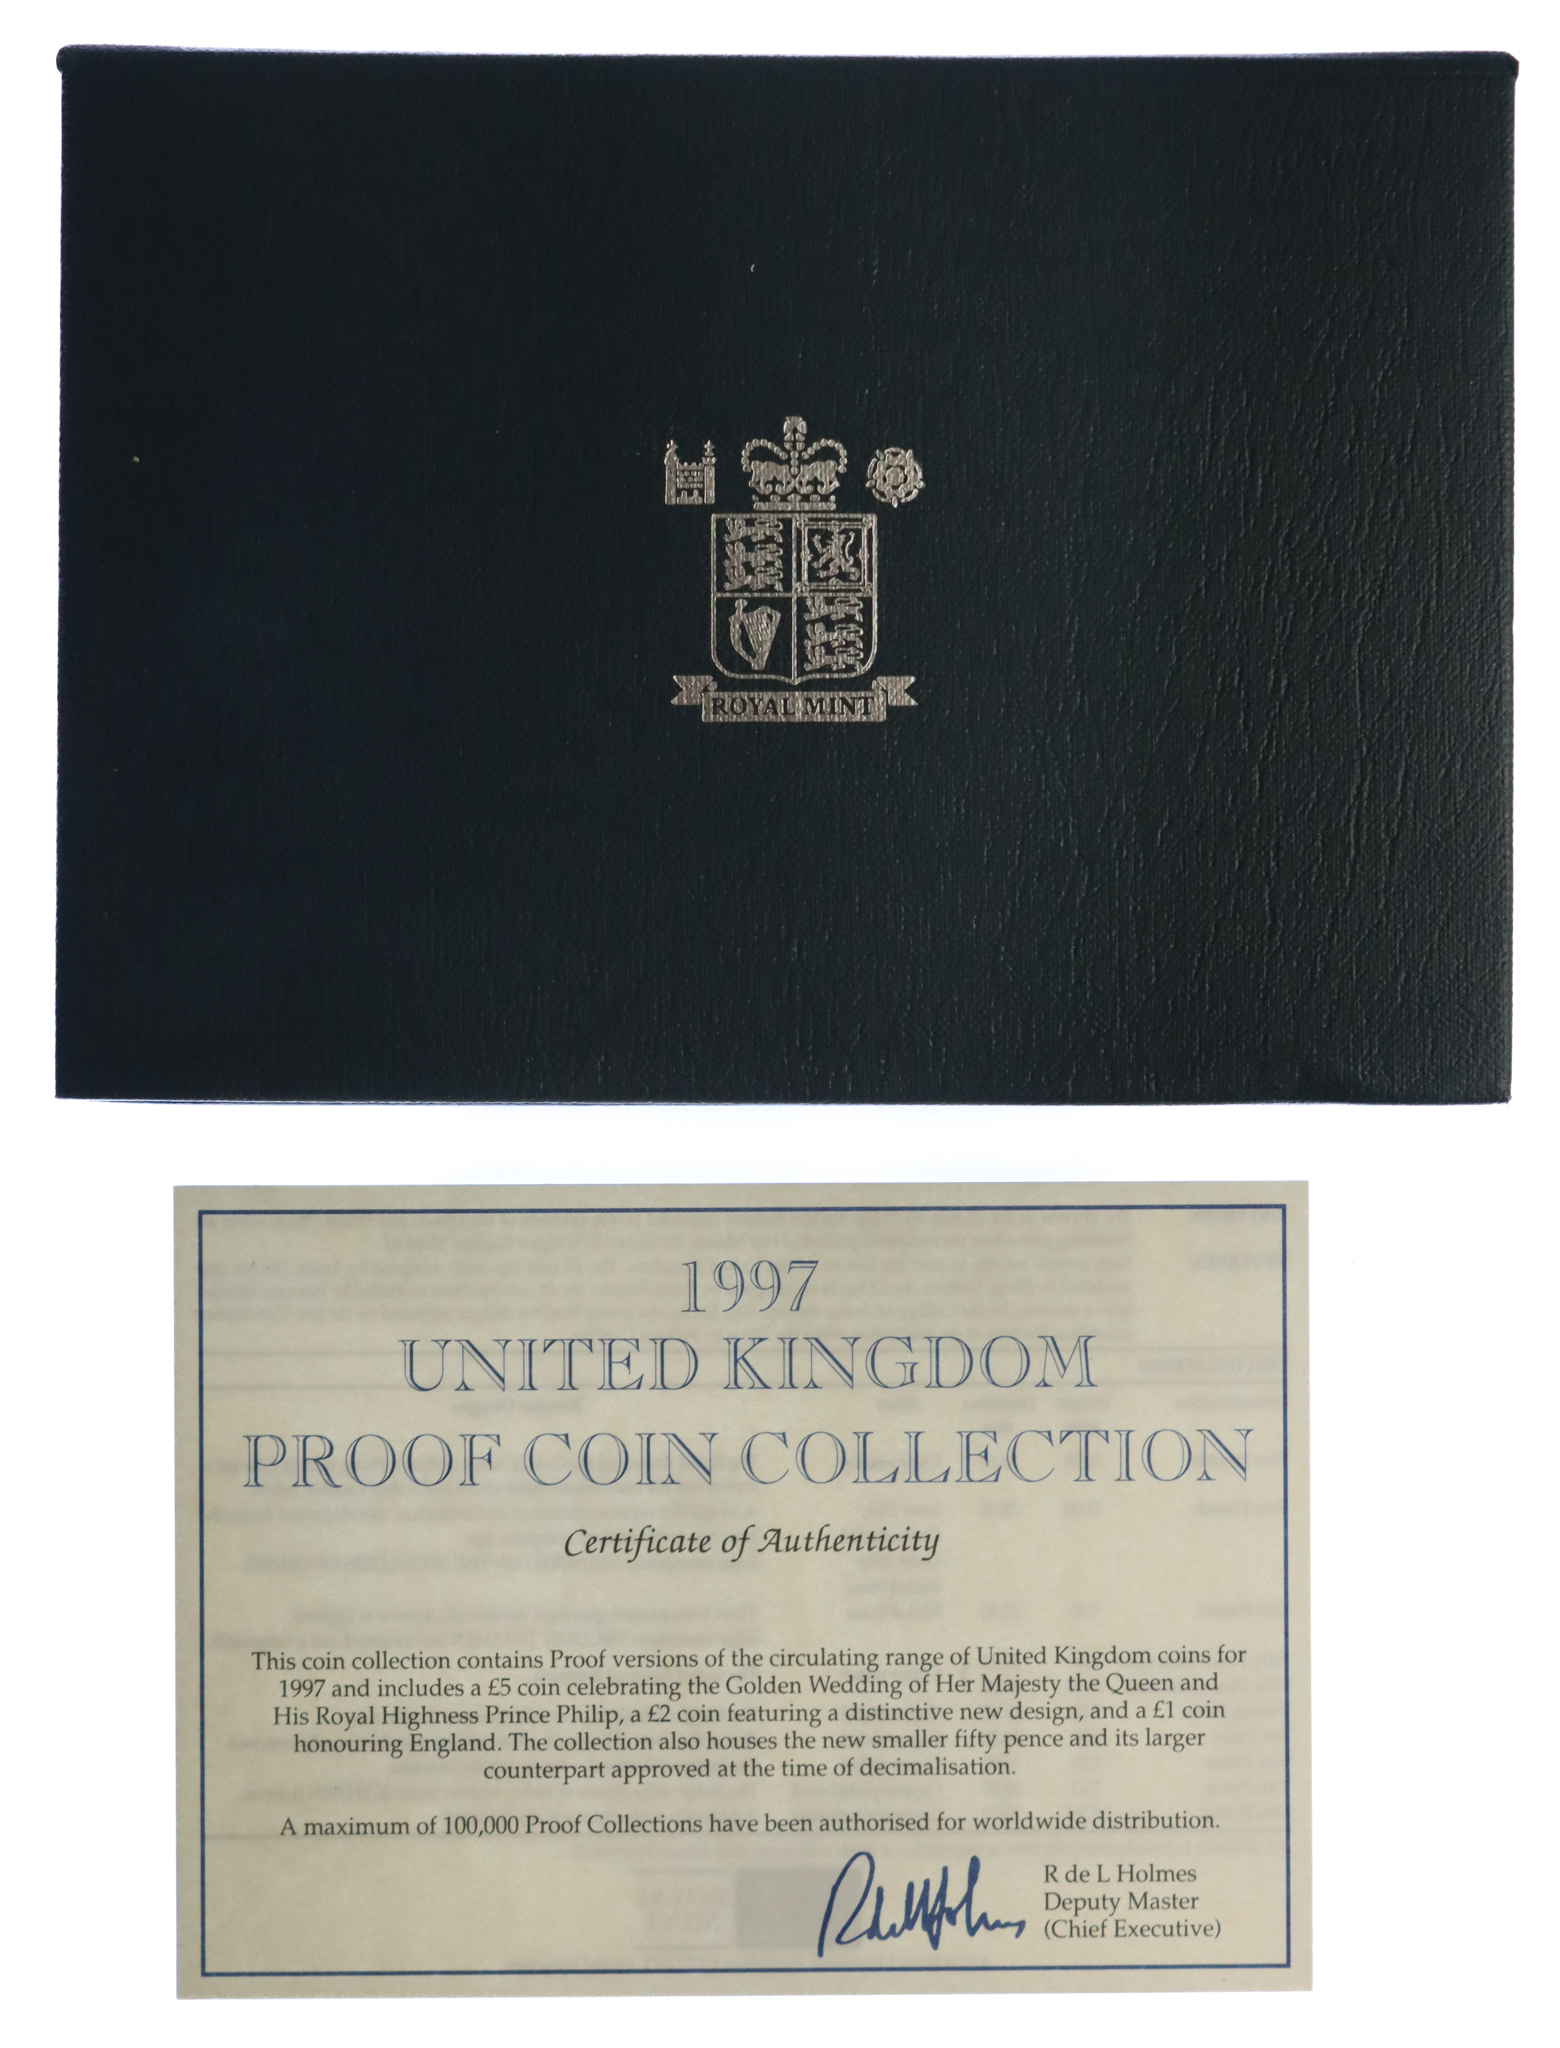 ROYAL MINT
1997
UNITED KINGDOM
PROOF COIN COLLECTION
Certificate of Authenticity
This coin collection contains Proof versions of the circulating range of United Kingdom coins for
1997 and includes a £5 coin celebrating the Golden Wedding of Her Majesty the Queen and
His Royal Highness Prince Philip, a £2 coin featuring a distinctive new design, and a £1 coin
honouring England. The collection also houses the new smaller fifty pence and its larger
counterpart approved at the time of decimalisation.
A maximum of 100,000 Proof Collections have been authorised for worldwide distribution.
R de L Holmes
R de L Holmes
Deputy Master
(Chief Executive)